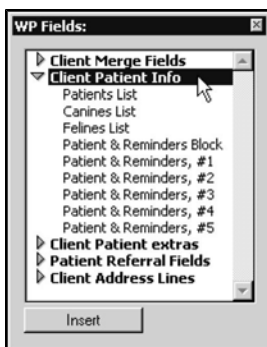 WP Fields:
Client Merge Fields
Client Patient Info
Patients List
Canines List
Felines List
Patient & Reminders Block
Patient & Reminders, #1
Patient & Reminders, #2
Patient & Reminders, #3
Patient & Reminders, #4
Patient & Reminders, #5
Client Patient extras
Patient Referral Fields
Client Address Lines
Insert